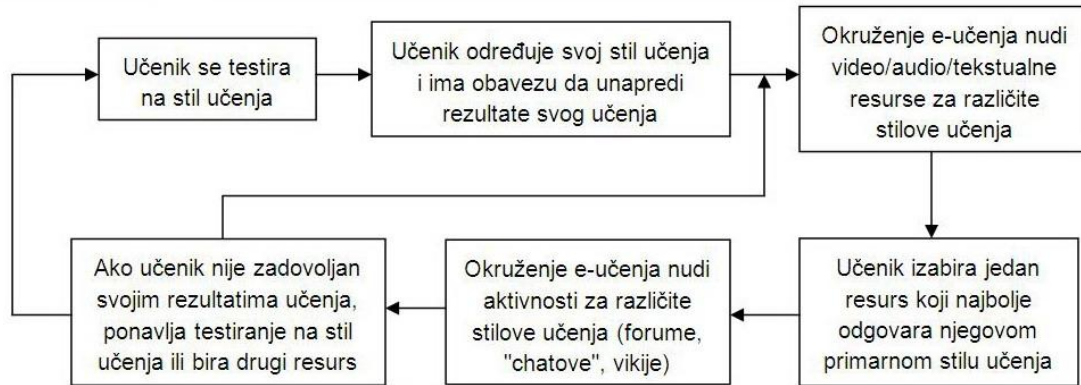 Učenik se testira
na stil učenja
Učenik određuje svoj stil učenja
i ima obavezu da unapredi
rezultate svog učenja
Okruženje e-učenja nudi
video/audio/tekstualne
resurse za različite
stilove učenja
Učenik izabira jedan
resurs koji najbolje
odgovara njegovom
primarnom stilu učenja
Okruženje e-učenja nudi
aktivnosti za različite
stilove učenja (forume,
"chatove", vikije)
Ako učenik nije zadovoljan
svojim rezultatima učenja,
ponavlja testiranje na stil
učenja ili bira drugi resurs